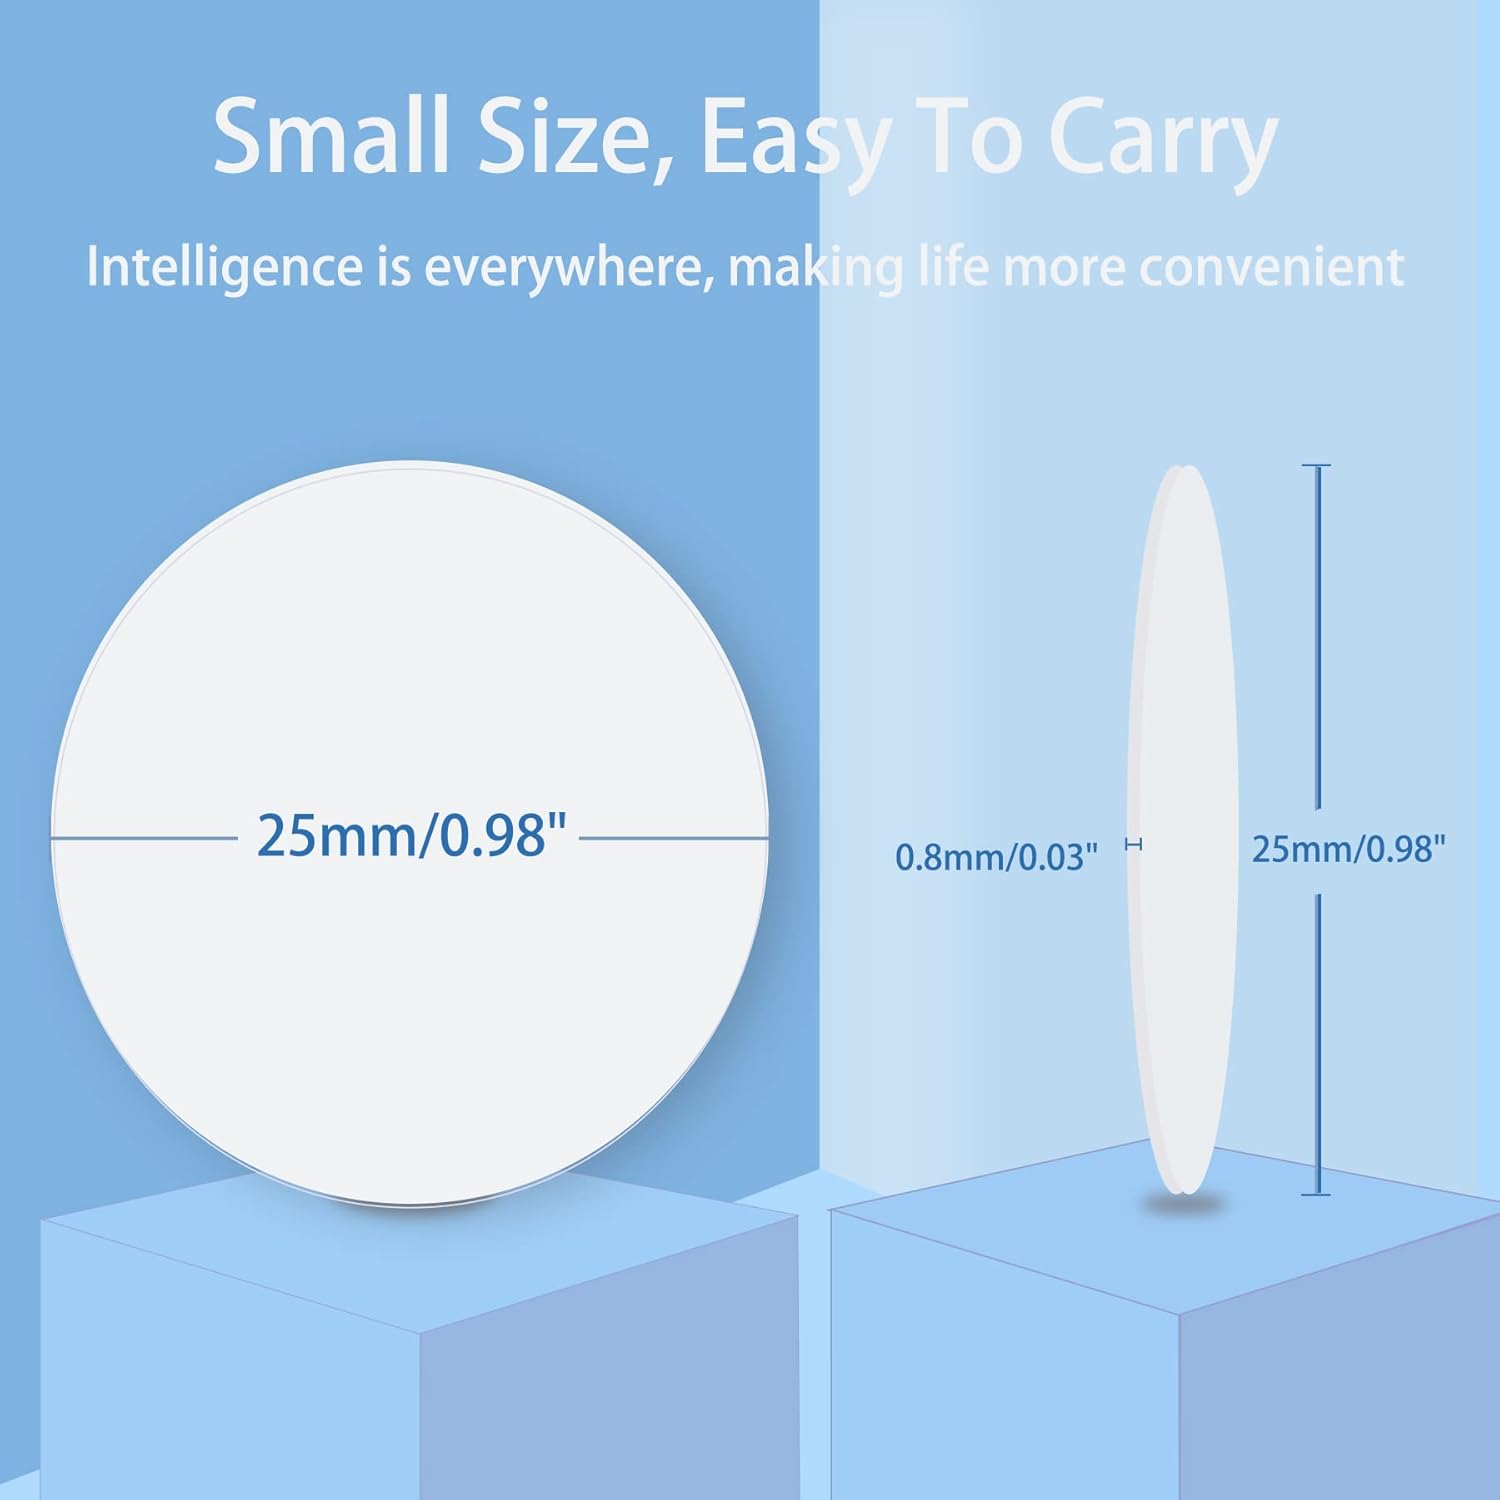 Small Size, Easy To Carry
Intelligence is everywhere, making life more convenient
25mm/0.98"
0.8mm/0.03"
25mm/0.98"